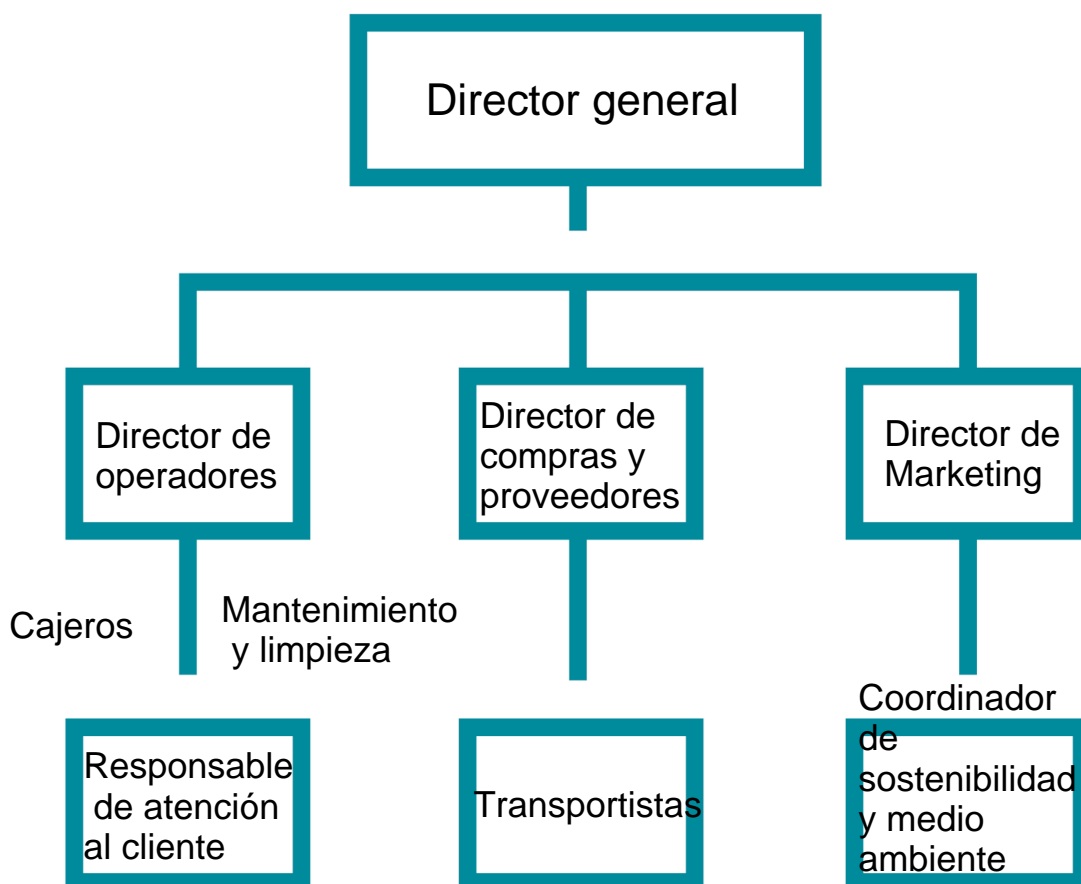 Director general
Director de
operadores
Director de
compras y
proveedores
Director de
Marketing
Cajeros
Mantenimiento
y limpieza
Responsable
de atención
al cliente
Transportistas
Coordinador
de
sostenibilidad
y medio
ambiente